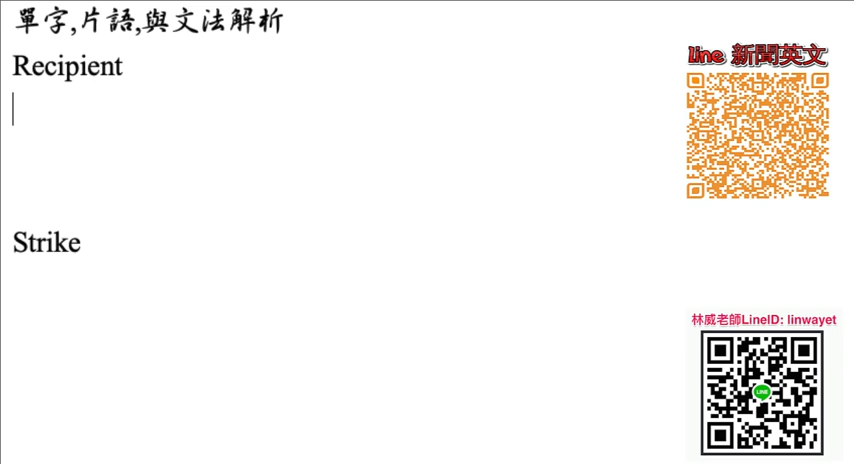 單字,片語,與文法解析
Recipient
line 新聞英文
Strike
林威老師LineID: linwayet
LINE